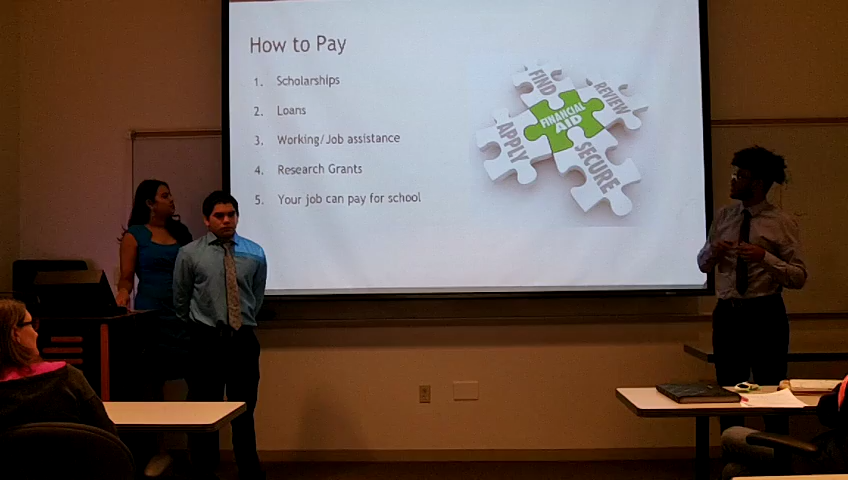 How to Pay
1. Scholarships
2. Loans
3. Working/Job assistance
4. Research Grants
5. Your job can pay for school
FIND
REVIEW
FINANCIAL
AID
APPLY
SECURE